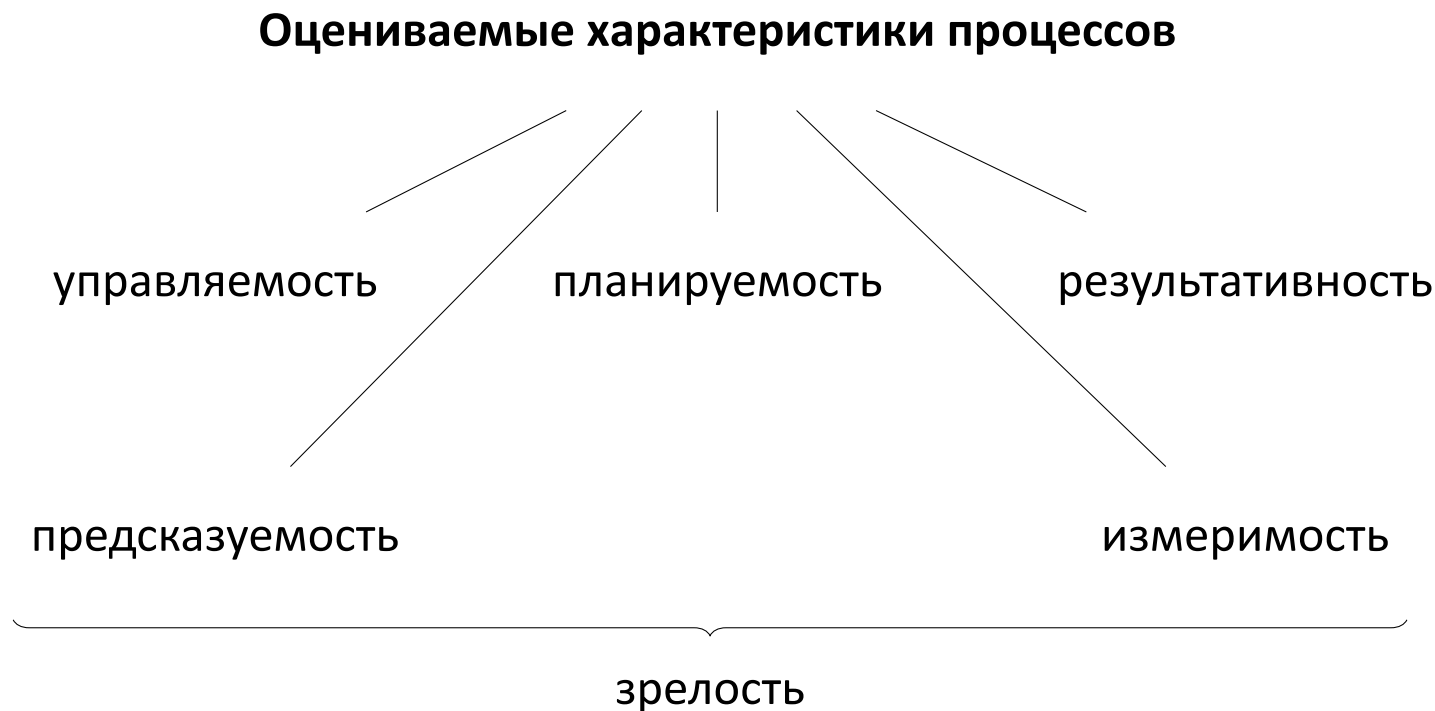 Оцениваемые характеристики процессов
управляемость планируемость результативность
предсказуемость измеримость
зрелость